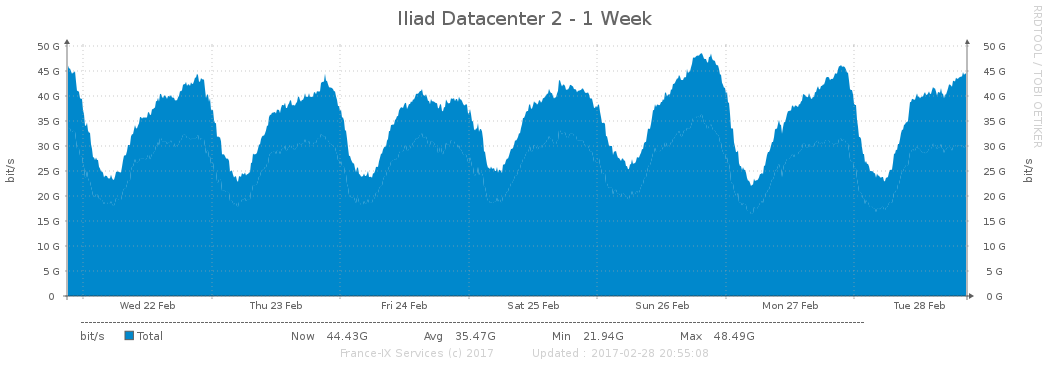 Iliad Datacenter 2 - 1 Week
RRDTOOL / TOBI OETIKER
50 G 50 G
45 G 45 G
40 G 40 G
35 G 35 G
30 G 30 G
25 G 25 G
20 G 20 G
15 G 15 G
10 G 10 G
5 G 5 G
0 0 G
bit/s
bit/s
Wed 22 Feb Thu 23 Feb Fri 24 Feb Sat 25 Feb Sun 26 Feb Mon 27 Feb Tue 28 Feb
bit/s Total Now 44.43G Avg 35.47G Min 21.94G Max 48.49G
France-IX Services (c) 2017 Updated : 2017-02-28 20:55:08